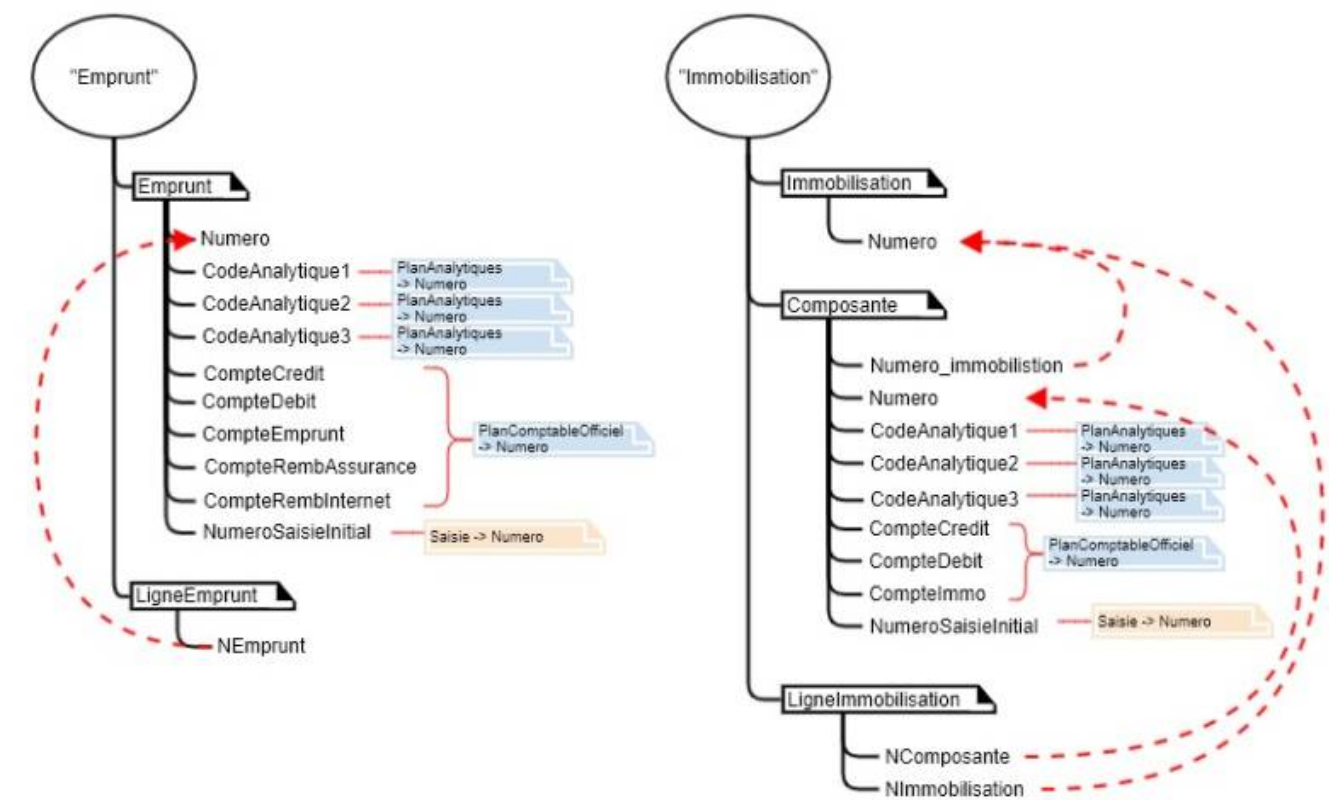 "Emprunt"
Emprunt
Numero
CodeAnalytique1
PlanAnalytiques
-> Numero
CodeAnalytique2
PlanAnalytiques
-> Numero
CodeAnalytique3
PlanAnalytiques
-> Numero
CompteCredit
CompteDebit
CompteEmprunt
CompteRembAssurance
CompteRembInternet
PlanComptableOfficiel
-> Numero
NumeroSaisieInitial
Saisie -> Numero
LigneEmprunt
NEmprunt
"Immobilisation"
Immobilisation
Numero
Composante
Numero_immobilistion
Numero
CodeAnalytique1
PlanAnalytiques
-> Numero
CodeAnalytique2
PlanAnalytiques
-> Numero
CodeAnalytique3
PlanAnalytiques
-> Numero
CompteCredit
CompteDebit
CompteImmo
PlanComptableOfficiel
-> Numero
NumeroSaisieInitial
Saisie -> Numero
LigneImmobilisation
NComposante
NImmobilisation